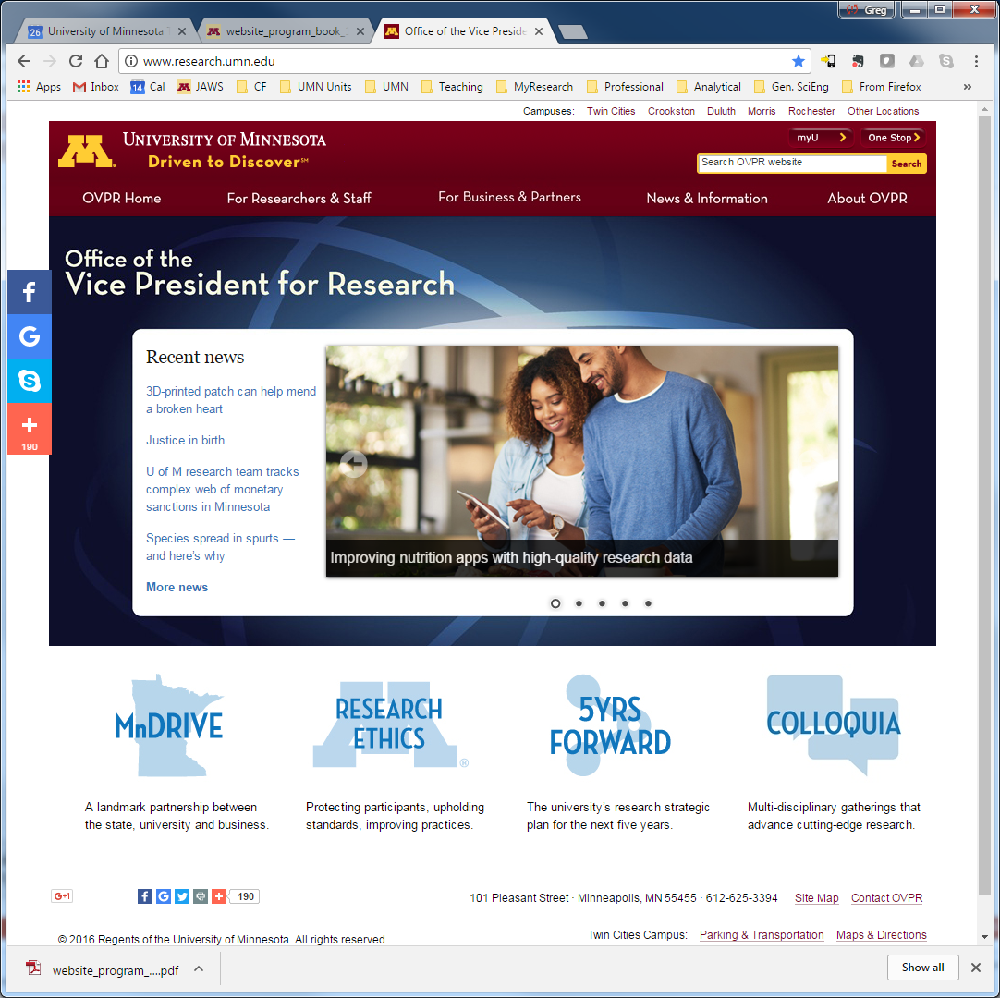 Greg
26 University of Minnesota T
website_program_book_
Office of the Vice Preside
www.research.umn.edu
Apps
Inbox
14 Cal
JAWS
CF
UMN Units
UMN
Teaching
MyResearch
Professional
Analytical
Gen. SciEng
From Firefox
»
Campuses: Twin Cities Crookston Duluth Morris Rochester Other Locations
UNIVERSITY OF MINNESOTA
Driven to Discover℠
myU
One Stop
Search OVPR website
Search
OVPR Home
For Researchers & Staff
For Business & Partners
News & Information
About OVPR
Office of the
Vice President for Research
190
Recent news
3D-printed patch can help mend
a broken heart
Justice in birth
U of M research team tracks
complex web of monetary
sanctions in Minnesota
Species spread in spurts —
and here's why
More news
Improving nutrition apps with high-quality research data
MnDRIVE
A landmark partnership between
the state, university and business.
RESEARCH
ETHICS
®
Protecting participants, upholding
standards, improving practices.
5YRS
FORWARD
The university's research strategic
plan for the next five years.
COLLOQUIA
Multi-disciplinary gatherings that
advance cutting-edge research.
G+1
190
101 Pleasant Street · Minneapolis, MN 55455 · 612-625-3394 Site Map Contact OVPR
© 2016 Regents of the University of Minnesota. All rights reserved.
Twin Cities Campus: Parking & Transportation Maps & Directions
website_program_....pdf
Show all